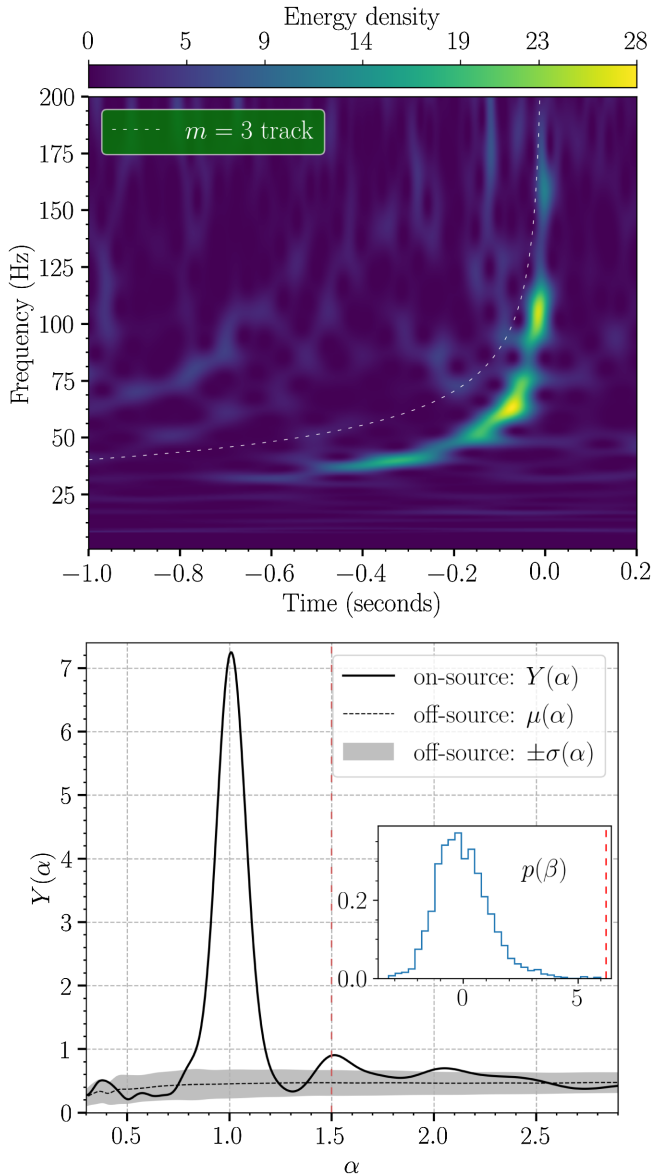 Energy density
0 5 9 14 19 23 28
m = 3 track
200
175
150
125
100
75
50
25
Frequency (Hz)
−1.0 −0.8 −0.6 −0.4 −0.2 0.0 0.2
Time (seconds)
on-source: Y(α)
off-source: μ(α)
off-source: ±σ(α)
7
6
5
4
3
2
1
0
Y(α)
p(β)
0.2
0.0
0 5
0.5 1.0 1.5 2.0 2.5
α